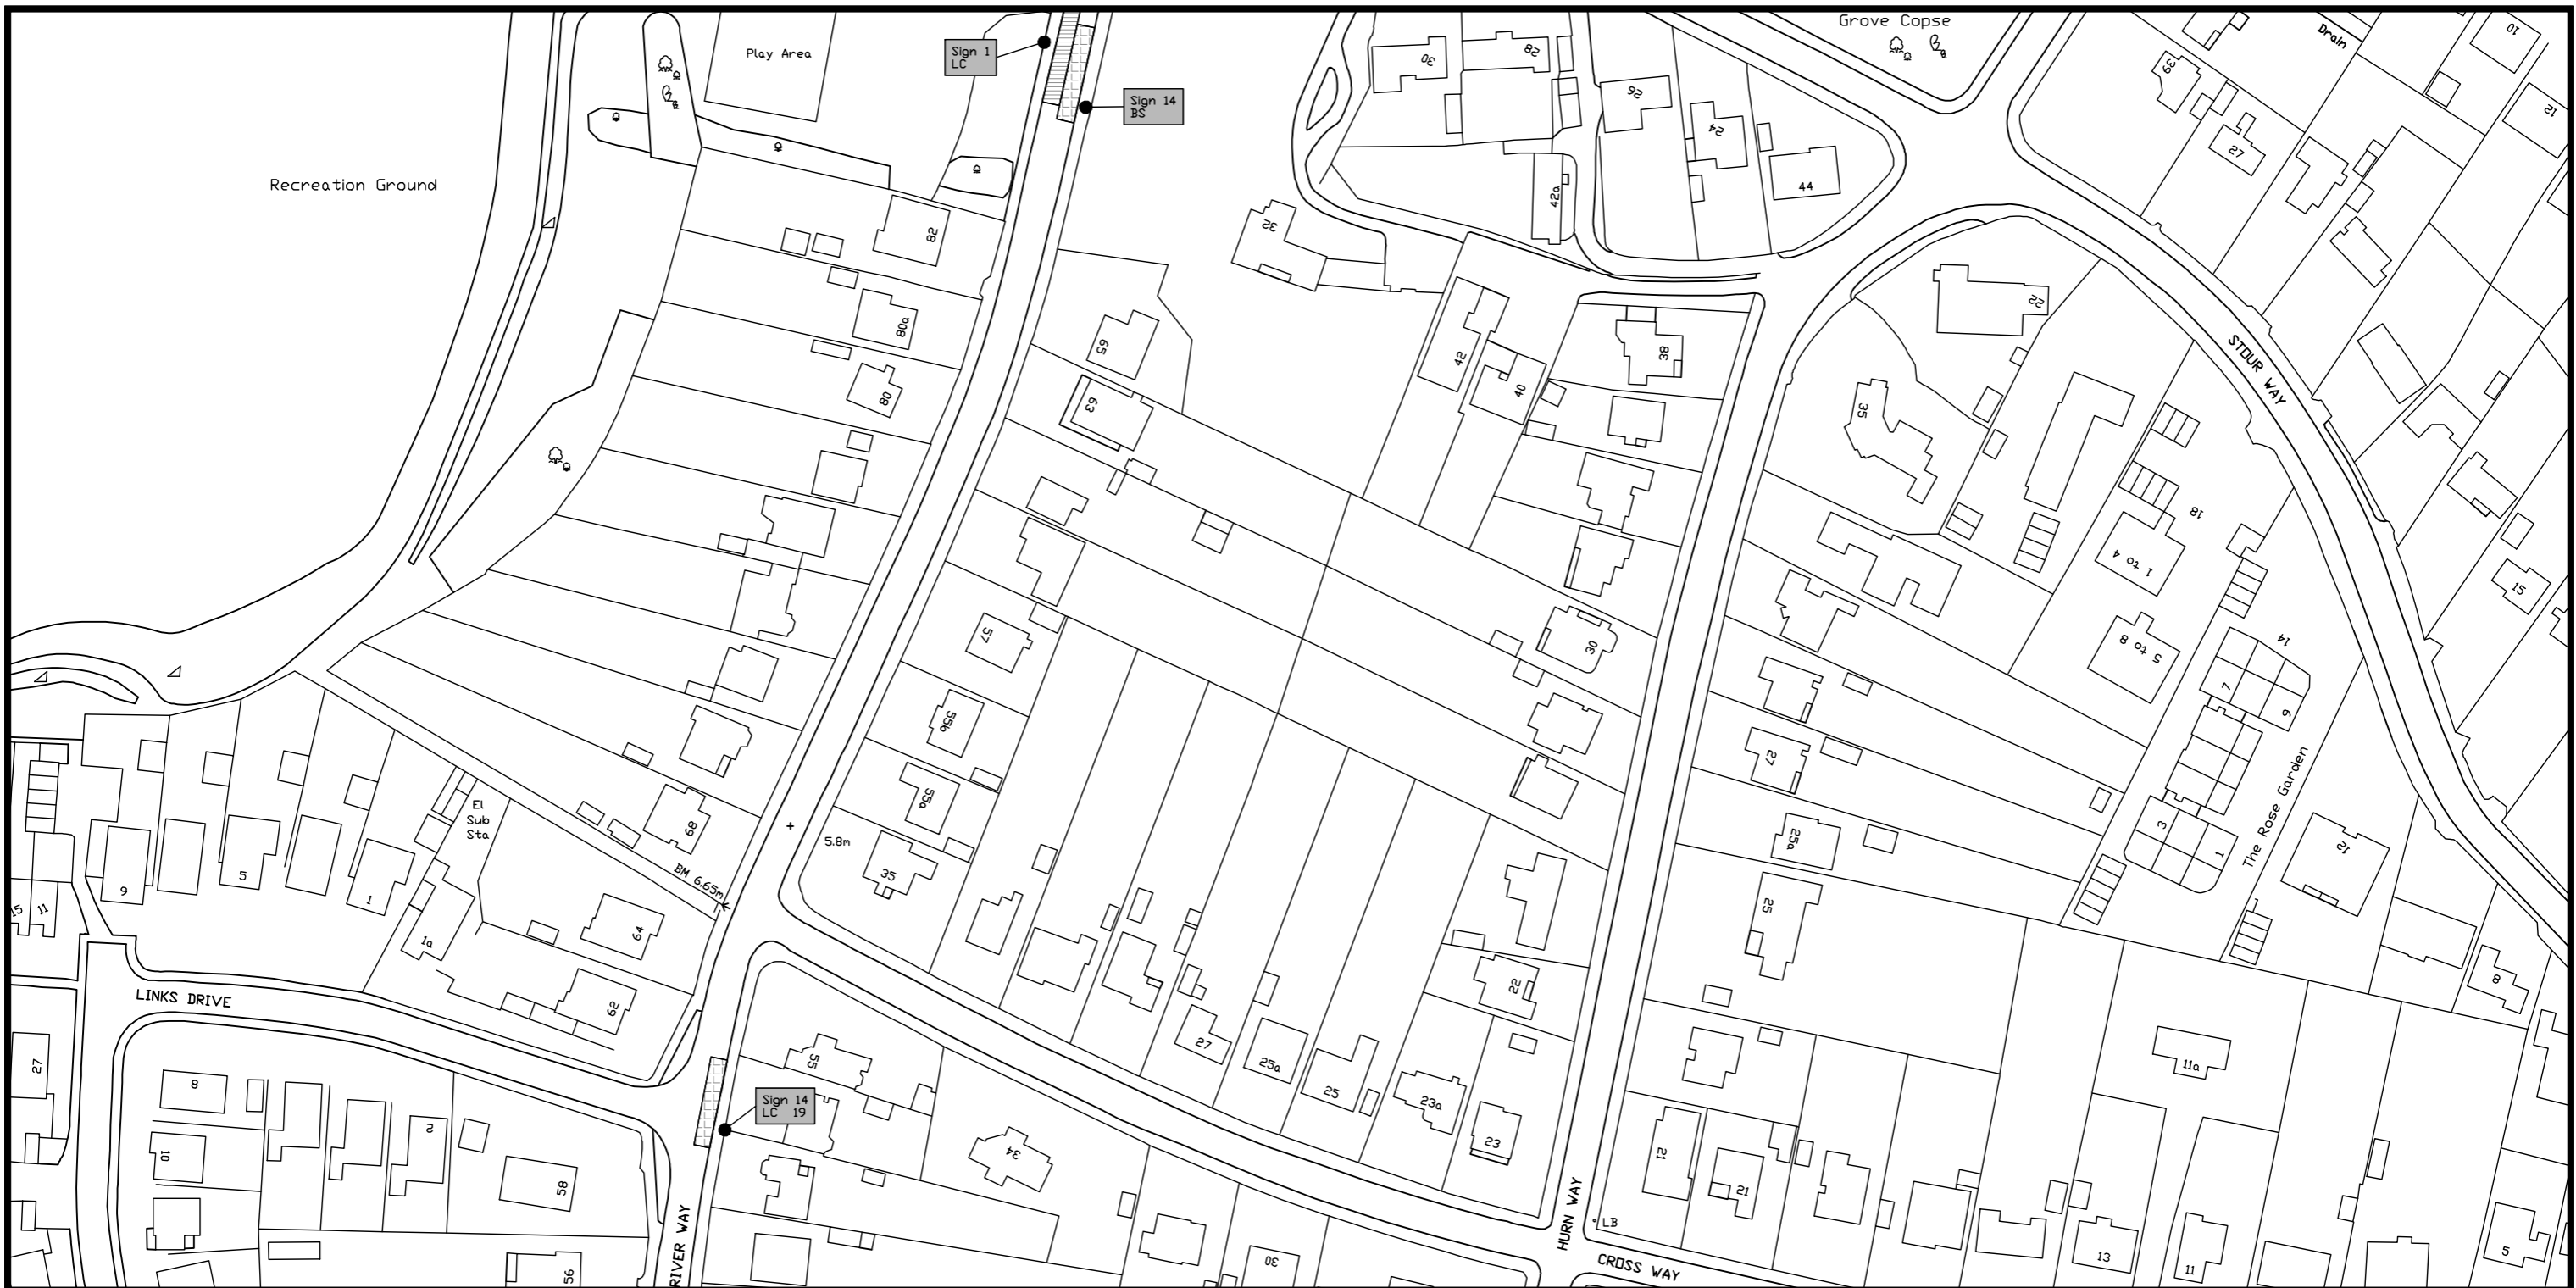 Grove Copse
Play Area
Sign 1
LC
Sign 14
BS
Drain
30
28
10
39
26
12
24
27
Recreation Ground
44
42a
82
32
22
80a
65
38
42
STOUR WAY
80
40
63
35
18
1 to 4
15
57
30
14
5 to 8
7
6
55b
27
The Rose Garden
55a
El
Sub
Sta
68
25a
3
1
5.8m
12
BM 6.65m
35
5
9
1
25
15
11
64
1a
8
22
LINKS DRIVE
62
27
11a
55
27
25a
8
25
Sign 14
LC 19
23a
2
23
34
10
21
21
58
RIVER WAY
HURN WAY
LB
30
CROSS WAY
13
11
5
56